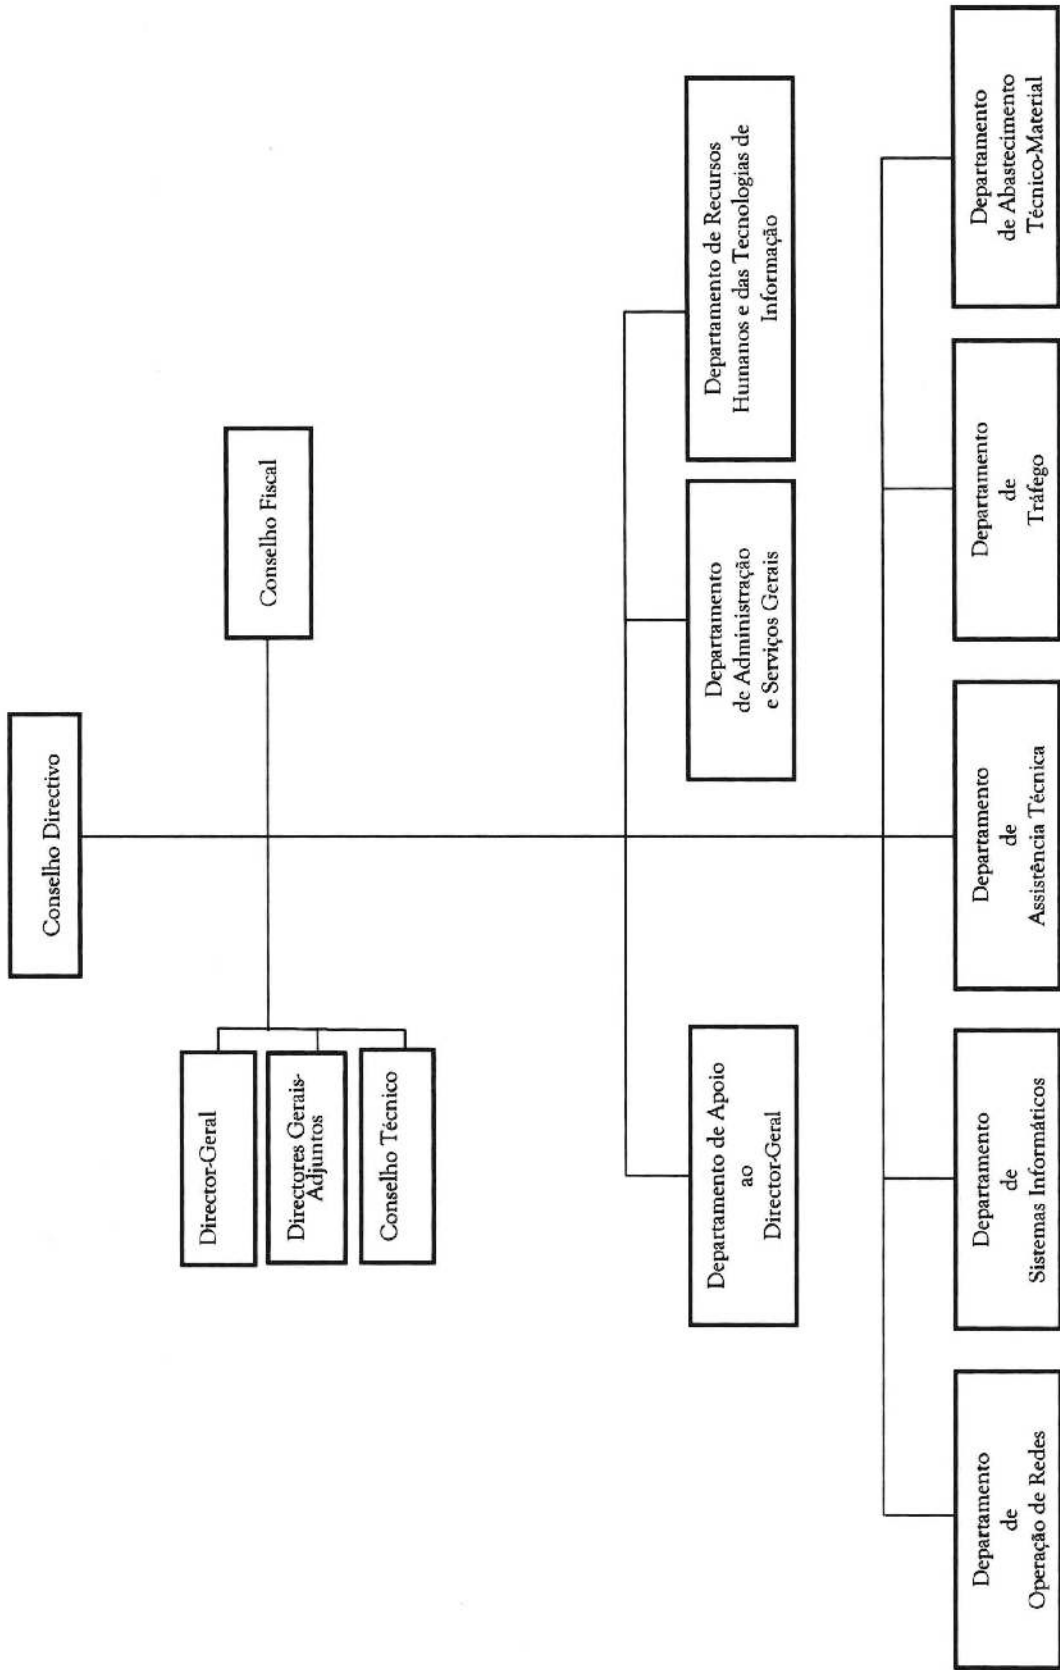 Conselho Directivo
Director-Geral
Directores Gerais-
Adjuntos
Conselho Técnico
Conselho Fiscal
Departamento de Apoio
ao
Director-Geral
Departamento
de Administração
e Serviços Gerais
Departamento de Recursos
Humanos e das Tecnologias de
Informação
Departamento
de
Operação de Redes
Departamento
de
Sistemas Informáticos
Departamento
de
Assistência Técnica
Departamento
de
Tráfego
Departamento
de Abastecimento
Técnico-Material